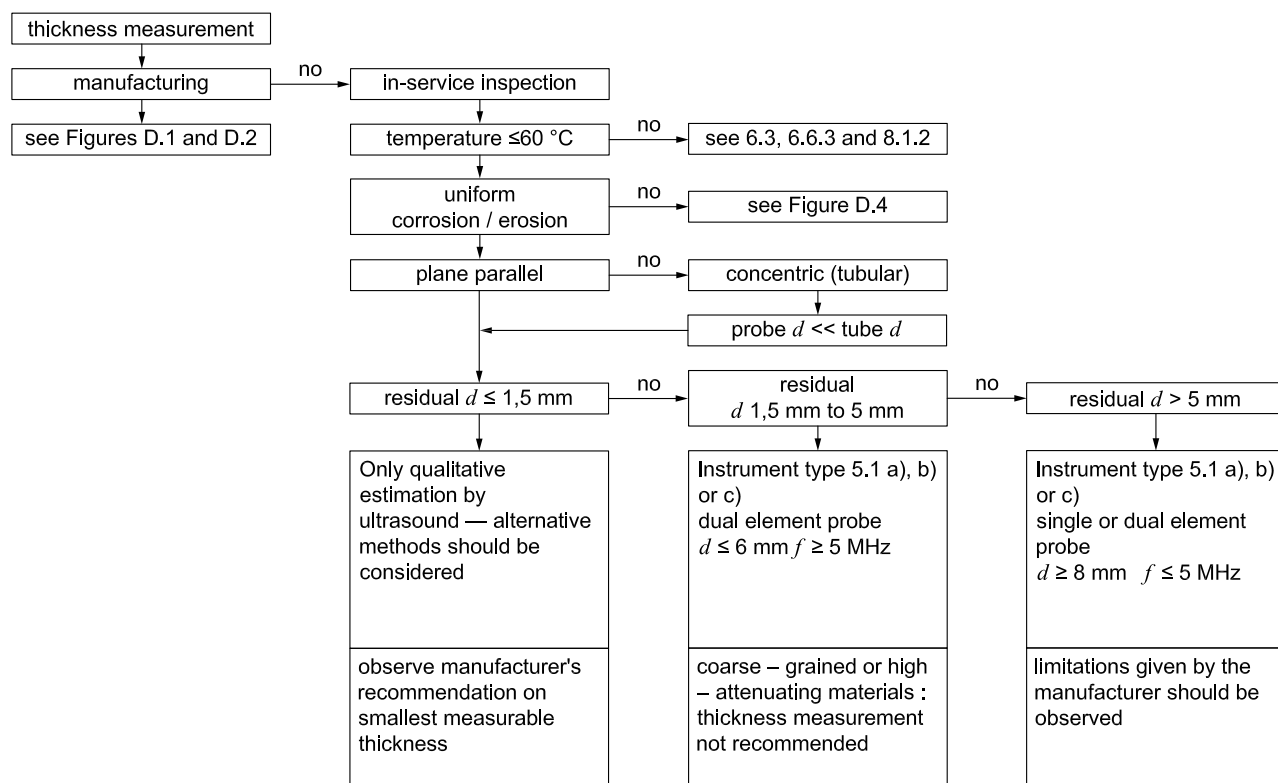 thickness measurement
manufacturing
no
in-service inspection
see Figures D.1 and D.2
temperature ≤60 °C
no
see 6.3, 6.6.3 and 8.1.2
uniform
corrosion / erosion
no
see Figure D.4
plane parallel
no
concentric (tubular)
probe d << tube d
residual d ≤ 1,5 mm
no
residual
d 1,5 mm to 5 mm
no
residual d > 5 mm
Only qualitative
estimation by
ultrasound — alternative
methods should be
considered
Instrument type 5.1 a), b)
or c)
dual element probe
d ≤ 6 mm f ≥ 5 MHz
Instrument type 5.1 a), b)
or c)
single or dual element
probe
d ≥ 8 mm f ≤ 5 MHz
observe manufacturer's
recommendation on
smallest measurable
thickness
coarse – grained or high
– attenuating materials :
thickness measurement
not recommended
limitations given by the
manufacturer should be
observed